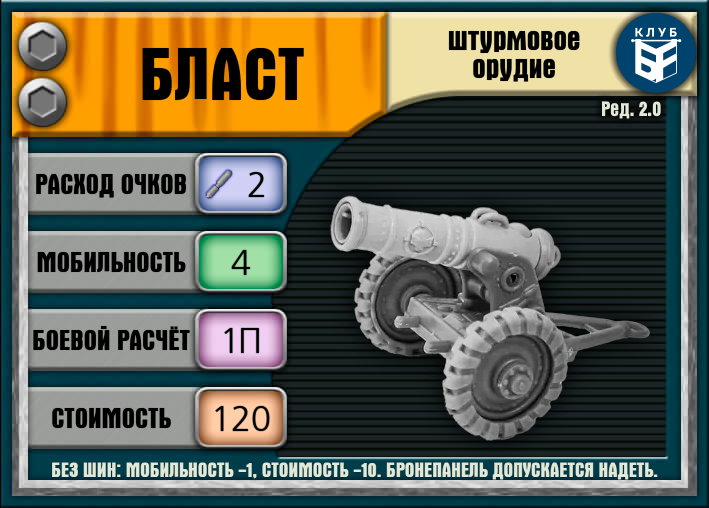 БЛАСТ
ШТУРМОВОЕ
ОРУДИЕ
КЛУБ
Ред. 2.0
РАСХОД ОЧКОВ 2
МОБИЛЬНОСТЬ 4
БОЕВОЙ РАСЧЁТ 1П
СТОИМОСТЬ 120
БЕЗ ШИН: МОБИЛЬНОСТЬ –1, СТОИМОСТЬ –10. БРОНЕПАНЕЛЬ ДОПУСКАЕТСЯ НАДЕТЬ.